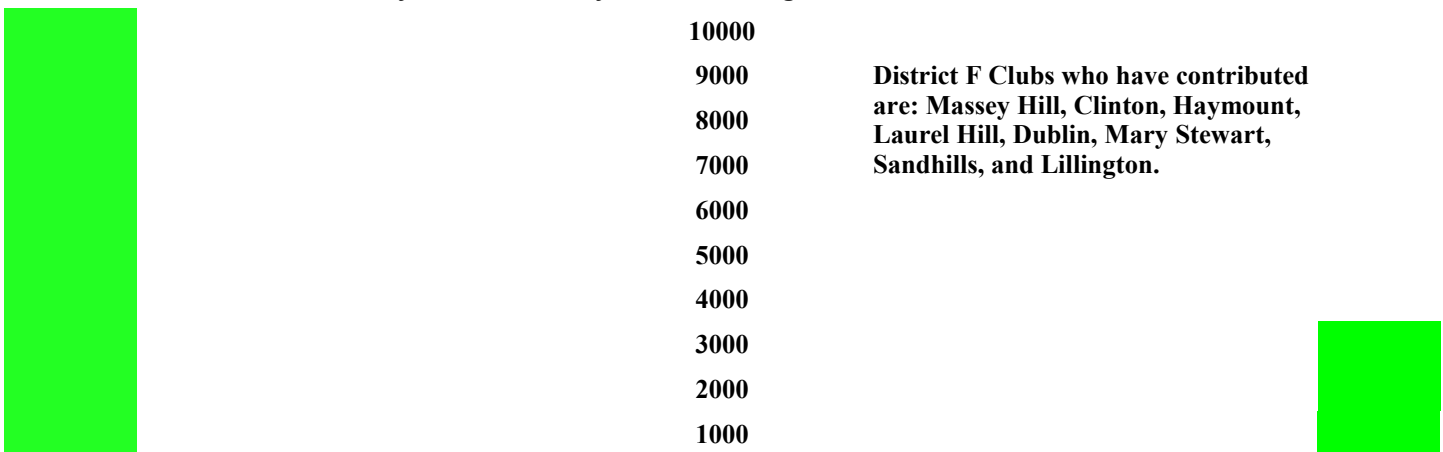 10000
9000
8000
7000
6000
5000
4000
3000
2000
1000
District F Clubs who have contributed
are: Massey Hill, Clinton, Haymount,
Laurel Hill, Dublin, Mary Stewart,
Sandhills, and Lillington.